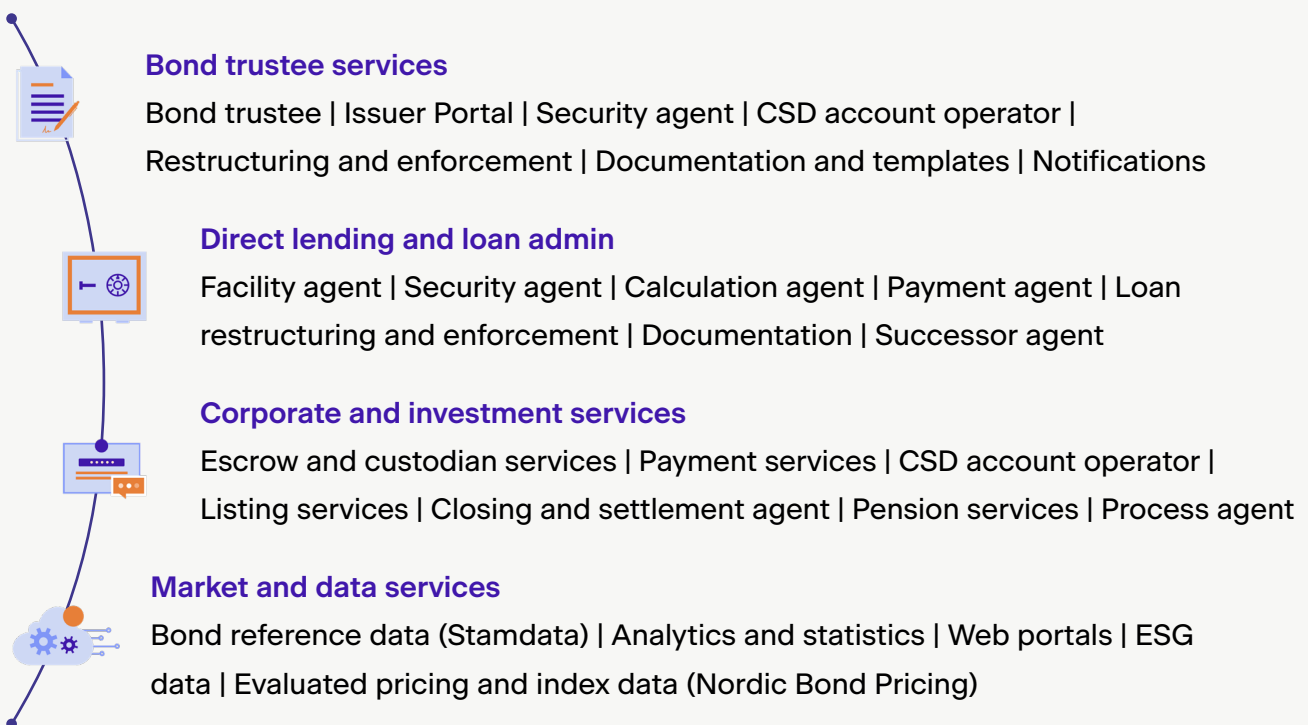 Bond trustee services
Bond trustee | Issuer Portal | Security agent | CSD account operator |
Restructuring and enforcement | Documentation and templates | Notifications
Direct lending and loan admin
Facility agent | Security agent | Calculation agent | Payment agent | Loan
restructuring and enforcement | Documentation | Successor agent
Corporate and investment services
Escrow and custodian services | Payment services | CSD account operator |
Listing services | Closing and settlement agent | Pension services | Process agent
Market and data services
Bond reference data (Stamdata) | Analytics and statistics | Web portals | ESG
data | Evaluated pricing and index data (Nordic Bond Pricing)